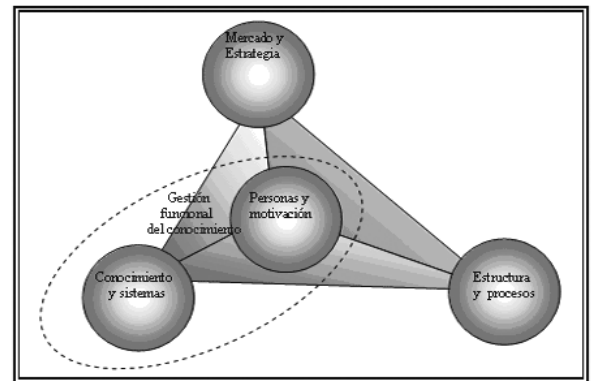 Mercado y
Estrategia
Gestión
funcional
del conocimiento
Personas y
motivación
Conocimiento
y sistemas
Estructura
y procesos